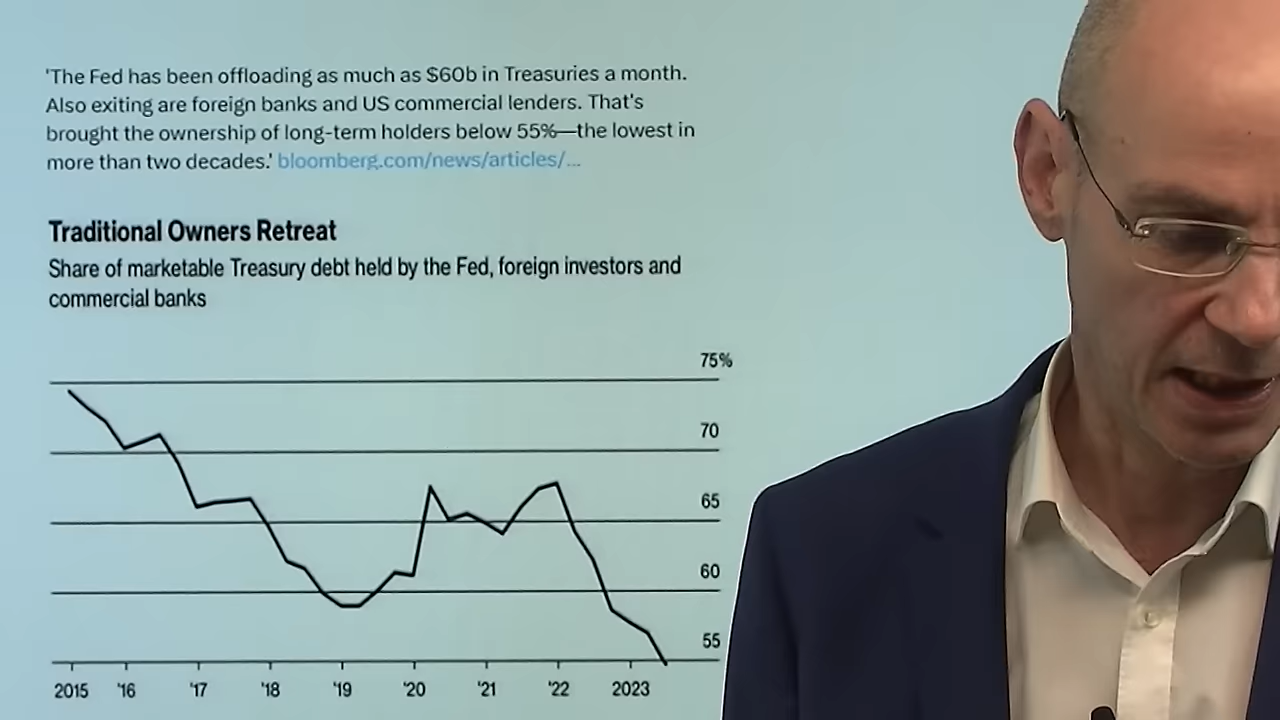 'The Fed has been offloading as much as $60b in Treasuries a month.
Also exiting are foreign banks and US commercial lenders. That's
brought the ownership of long-term holders below 55%—the lowest in
more than two decades.' bloomberg.com/news/articles/...
Traditional Owners Retreat
Share of marketable Treasury debt held by the Fed, foreign investors and
commercial banks
75%
70
65
60
55
2015 '16 '17 '18 '19 '20 '21 '22 2023